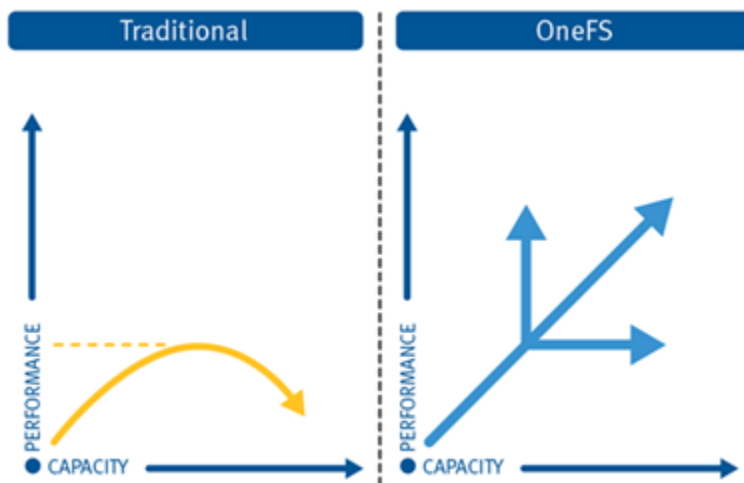 Traditional
OneFS
PERFORMANCE
CAPACITY
PERFORMANCE
CAPACITY